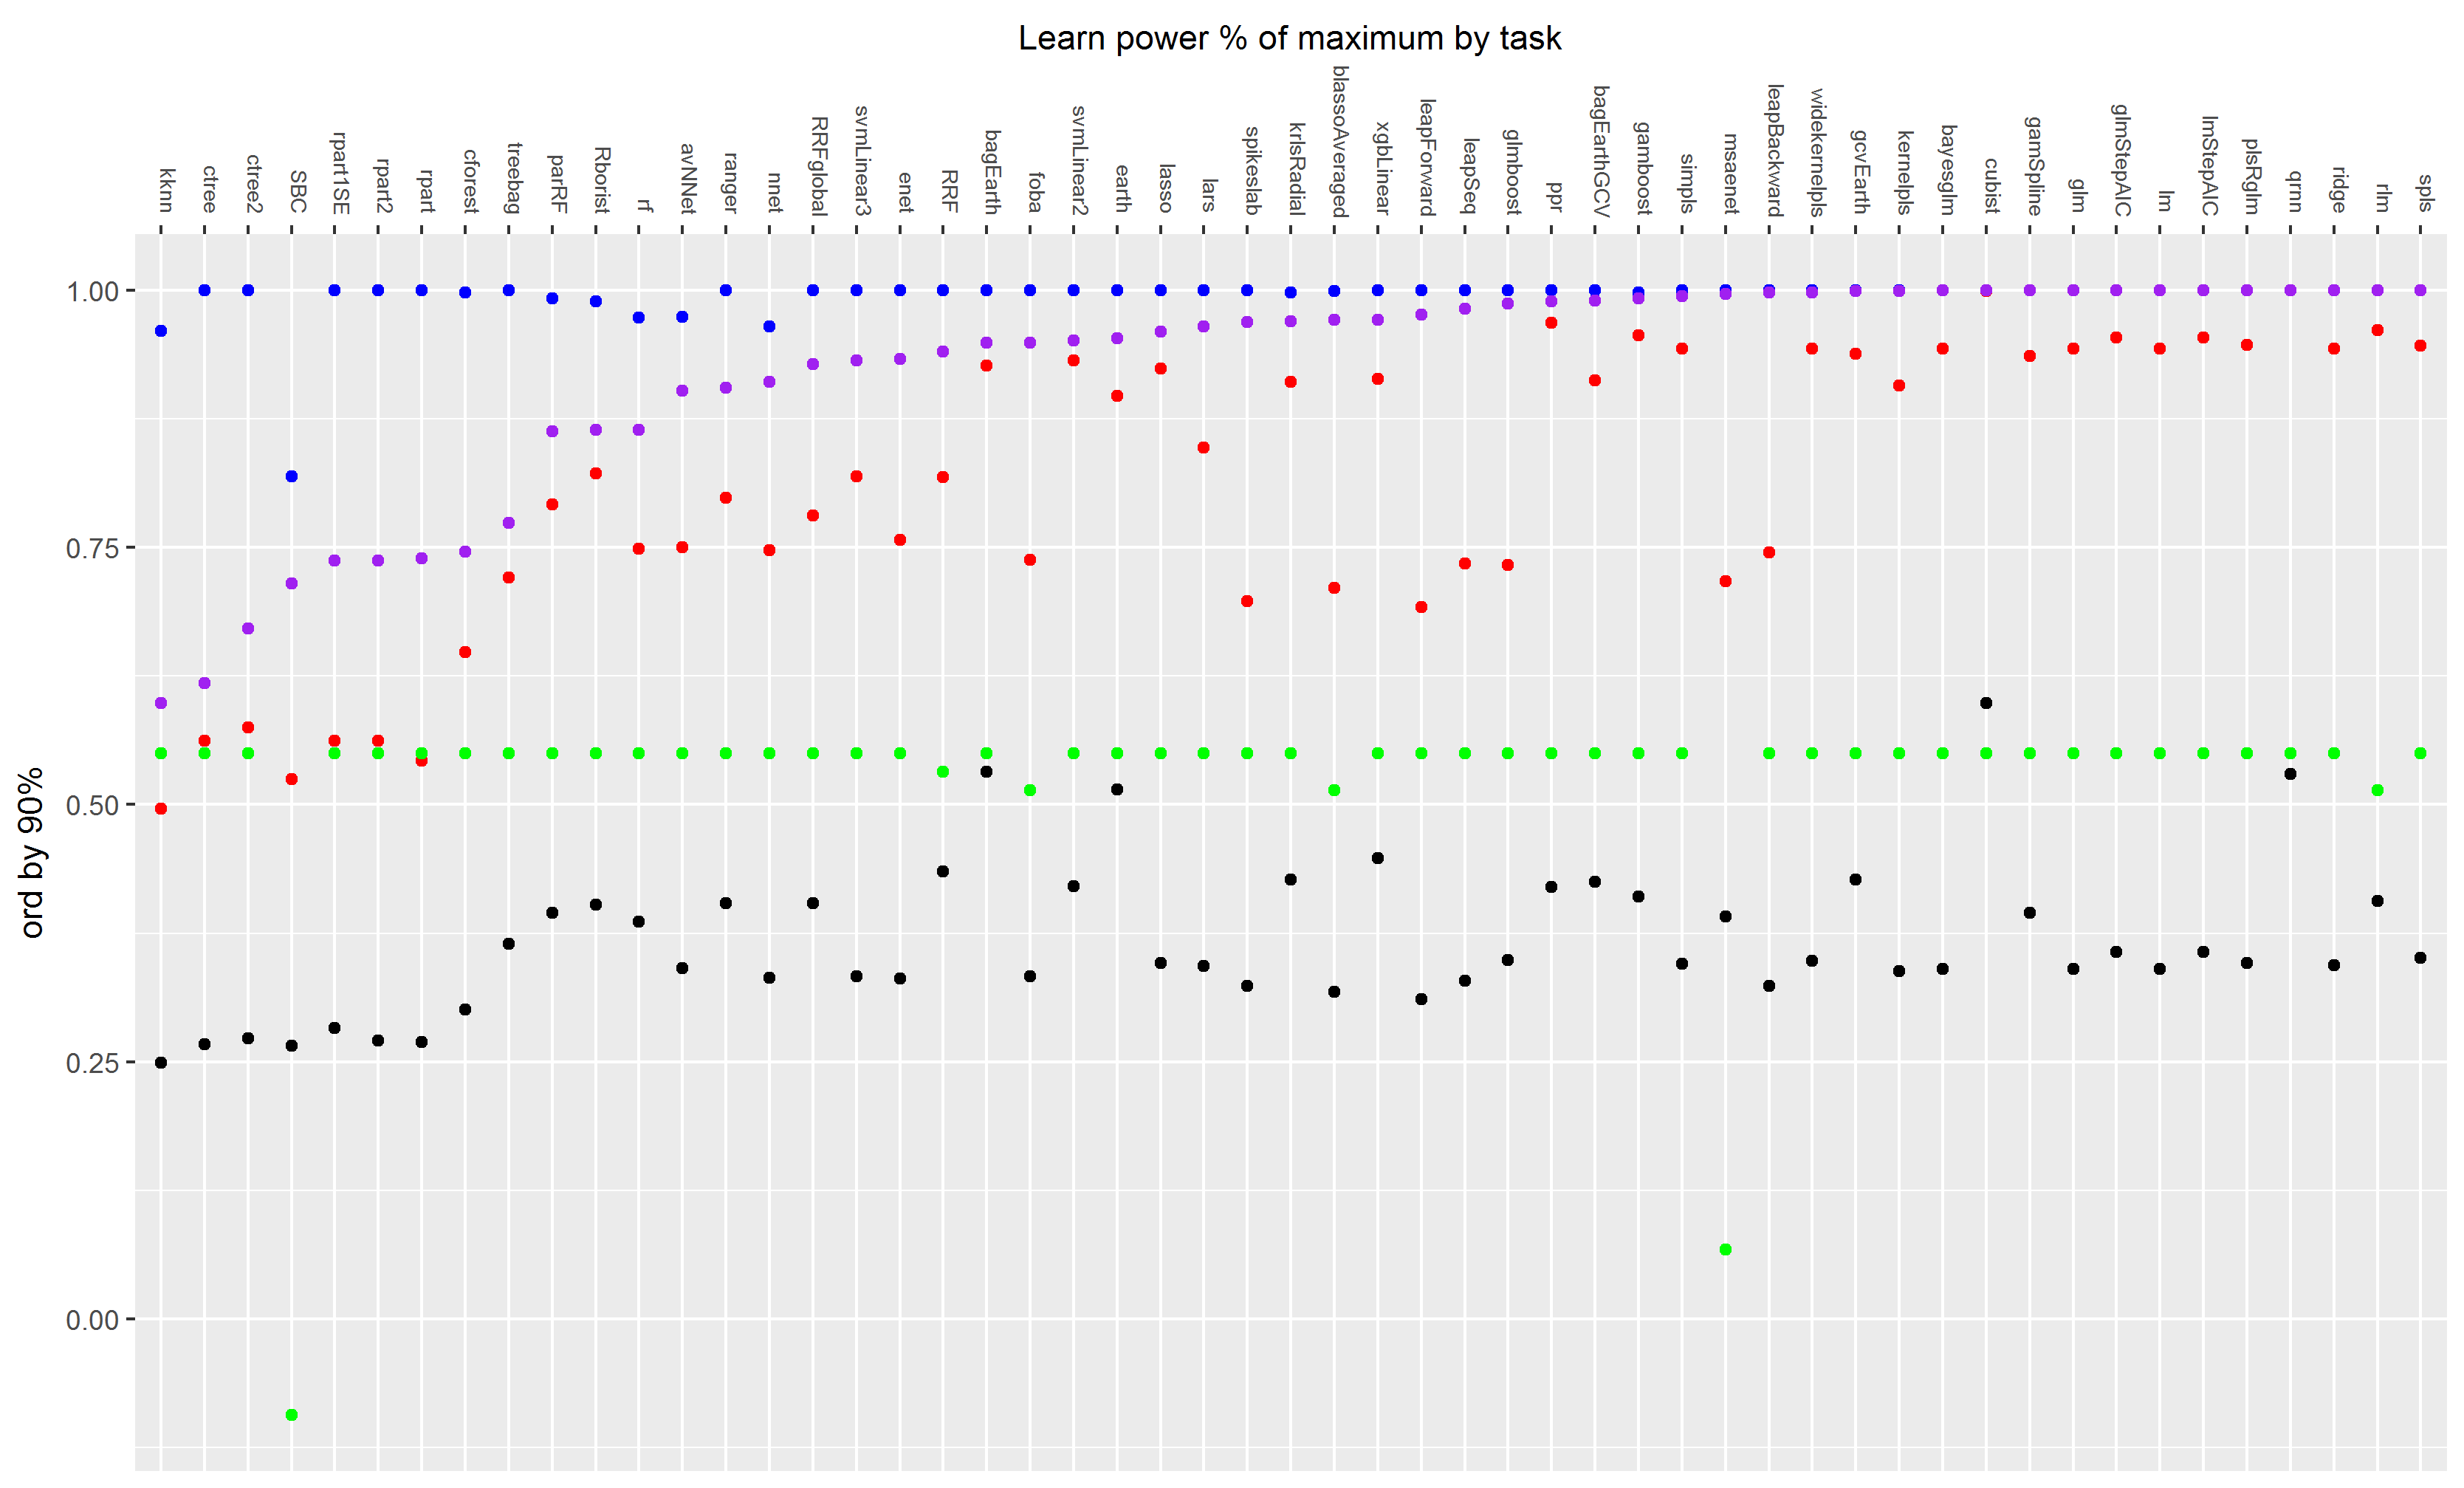 Learn power % of maximum by task
kknn
ctree
ctree2
SBC
rpart1SE
rpart2
rpart
cforest
treebag
parRF
Rborist
rf
avNNet
ranger
nnet
RRFglobal
svmLinear3
enet
RRF
bagEarth
foba
svmLinear2
earth
lasso
lars
spikeslab
krlsRadial
blassoAveraged
xgbLinear
leapForward
leapSeq
glmboost
ppr
bagEarthGCV
gamboost
simpls
msaenet
leapBackward
widekernelpls
gcvEarth
kernelpls
bayesglm
cubist
gamSpline
glm
glmStepAIC
lm
lmStepAIC
plsRglm
qrnn
ridge
rlm
spls
1.00
0.75
0.50
0.25
0.00
ord by 90%